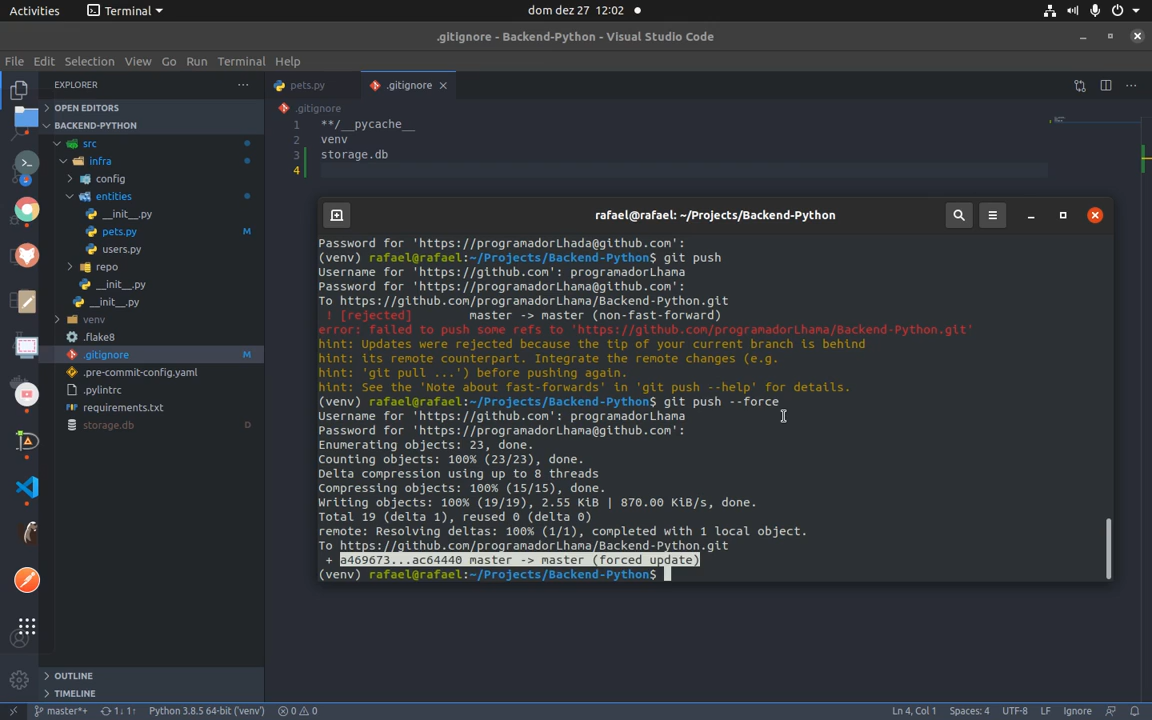 Activities
Terminal
dom dez 27 12:02
.gitignore - Backend-Python - Visual Studio Code
File Edit Selection View Go Run Terminal Help
EXPLORER
OPEN EDITORS
BACKEND-PYTHON
src
infra
config
entities
__init__.py
pets.py M
users.py
repo
__init__.py
__init__.py
venv
.flake8
.gitignore M
.pre-commit-config.yaml
.pylintrc
requirements.txt
storage.db D
OUTLINE
TIMELINE
pets.py
.gitignore
.gitignore
1 **/__pycache__
2 venv
3 storage.db
4
rafael@rafael: ~/Projects/Backend-Python
Password for 'https://programadorLhada@github.com':
(venv) rafael@rafael:~/Projects/Backend-Python$ git push
Username for 'https://github.com': programadorLhama
Password for 'https://programadorLhama@github.com':
To https://github.com/programadorLhama/Backend-Python.git
! [rejected] master -> master (non-fast-forward)
error: failed to push some refs to 'https://github.com/programadorLhama/Backend-Python.git'
hint: Updates were rejected because the tip of your current branch is behind
hint: its remote counterpart. Integrate the remote changes (e.g.
hint: 'git pull ...') before pushing again.
hint: See the 'Note about fast-forwards' in 'git push --help' for details.
(venv) rafael@rafael:~/Projects/Backend-Python$ git push --force
Username for 'https://github.com': programadorLhama
Password for 'https://programadorLhama@github.com':
Enumerating objects: 23, done.
Counting objects: 100% (23/23), done.
Delta compression using up to 8 threads
Compressing objects: 100% (15/15), done.
Writing objects: 100% (19/19), 2.55 KiB | 870.00 KiB/s, done.
Total 19 (delta 1), reused 0 (delta 0)
remote: Resolving deltas: 100% (1/1), completed with 1 local object.
To https://github.com/programadorLhama/Backend-Python.git
+ a469673...ac64440 master -> master (forced update)
(venv) rafael@rafael:~/Projects/Backend-Python$
master*+ 1↓ 1↑ Python 3.8.5 64-bit ('venv') 0 0
Ln 4, Col 1 Spaces: 4 UTF-8 LF Ignore